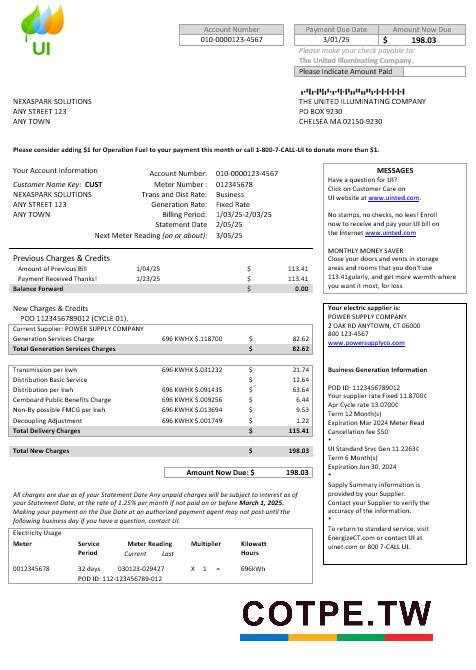 UI
Account Number
010-0000123-4567
Payment Due Date Amount Now Due
3/01/25 $ 198.03
Please make your check payable to:
The United Illuminating Company.
Please Indicate Amount Paid
NEXASPARK SOLUTIONS
ANY STREET 123
ANY TOWN
THE UNITED ILLUMINATING COMPANY
PO BOX 9230
CHELSEA MA 02150-9230
Please consider adding $1 for Operation Fuel to your payment this month or call 1-800-7-CALL-UI to donate more than $1.
Your Account Information
Customer Name Key: CUST
NEXASPARK SOLUTIONS
ANY STREET 123
ANY TOWN
Account Number: 010-0000123-4567
Meter Number : 012345678
Trans and Dist Rate: Business
Generation Rate: Fixed Rate
Billing Period: 1/03/25-2/03/25
Statement Date 2/05/25
Next Meter Reading (on or about): 3/05/25
Previous Charges & Credits
Amount of Previous Bill 1/04/25 $ 113.41
Payment Received Thanks! 1/23/25 $ 113.41
Balance Forward $ 0.00
New Charges & Credits
POD 1123456789012 (CYCLE 01).
Current Supplier: POWER SUPPLY COMPANY
Generation Services Charge 696 KWHX $.118700 $ 82.62
Total Generation Services Charges $ 82.62
Transmission per kwh 696 KWHX $.031232 $ 21.74
Distribution Basic Service $ 12.64
Distribution per kwh 696 KWHX $.091435 $ 63.64
Cembcond Public Benefits Charge 696 KWHX $.009256 $ 6.44
Non-By possible FMCG per kwh 696 KWHX $.013694 $ 9.53
Decoupling Adjustment 696 KWHX $.001749 $ 1.22
Total Delivery Charges $ 115.41
Total New Charges $ 198.03
Amount Now Due: $ 198.03
All charges are due as of your Statement Date Any unpaid charges will be subject to interest as of
your Statement Date, at the rate of 1.25% per month if not paid on or before March 1, 2025.
Making your payment on the Due Date at an authorized payment agent may not post until the
following business day if you have a question, contact UI.
Electricity Usage
Meter Service Meter Reading Multiplier Kilowatt
Period Current Last Hours
0012345678 32 days 030123-029427 X 1 = 696kWh
POD ID: 112-123456789-012
MESSAGES
Have a question for UI?
Click on Customer Care on
UI website at www.uinted.com.
No stamps, no checks, no lees! Enroll
now to receive and pay your UI bill on
the Internet www.uinted.com
MONTHLY MONEY SAVER
Close your doors and vents in storage
areas and rooms that you don't use
113.41gularly, and get more warmth where
you want it most, for loss
Your electric supplier is:
POWER SUPPLY COMPANY
2 OAK RD ANYTOWN, CT 06000
800 123-4567
www.powersupplyco.com
Business Generation Information
POD ID: 1123456789012
Your supplier rate Fixed 11.8700¢
Apr Cycle rate 13.0700¢
Term 12 Month(s)
Expiration Mar 2024 Meter Read
Cancellation fee $50
*
UI Standard Srvc Gen 11.2263¢
Term 6 Month(s)
Expiration Jun 30, 2024
*
Supply Summary information is
provided by your Supplier.
Contact your Supplier to verify the
accuracy of the information.
*
To return to standard service, visit
EnergizeCT.com or contact UI at
uinet.com or 800 7-CALL UI.
COTPE.TW